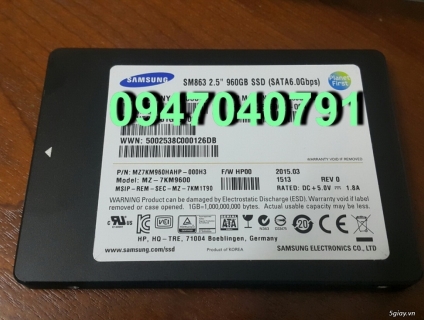 SAMSUNG
SM863 2.5" 960GB SSD (SATA6.0Gbps)
Planet First
0947040791
WWN: 5002538C000126DB
P/N: MZ7KM960HAHP-000H3 F/W HP00 2015.03
Model: MZ-7KM9600 1513 REV 0
MSIP-REM-SEC-MZ-7KM1T90 RATED: DC+5.0V 1.8A
WARNING Product can be damaged by Electrostatic Discharge (ESD). Warranty void
if label removed. 1GB=1,000,000,000 bytes. Actual usable capacity may be less.
HP, HQ-TRE, 71004 Boeblingen, Germany
www.samsung.com/ssd Product of KOREA SAMSUNG ELECTRONICS CO., LTD
5giay.vn